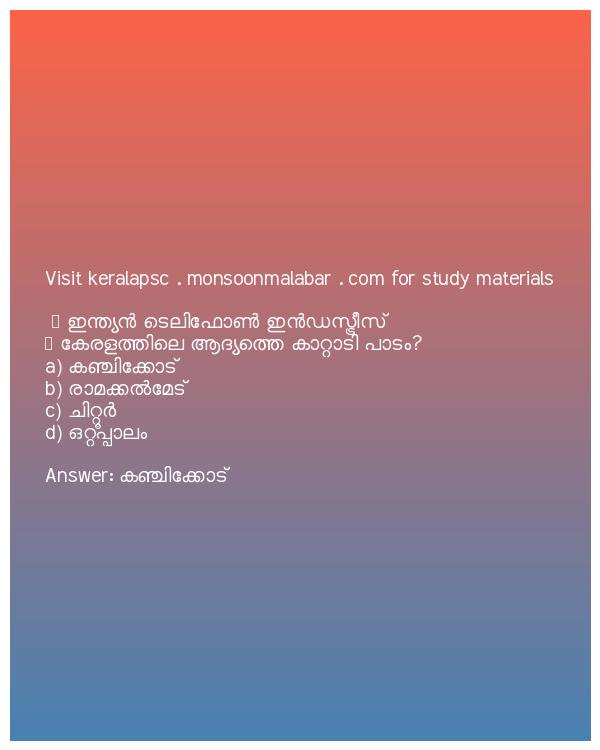 Visit keralapsc . monsoonmalabar . com for study materials
ഇന്ത്യൻ ടെലിഫോൺ ഇൻഡസ്ട്രീസ്
കേരളത്തിലെ ആദ്യത്തെ കാറ്റാടി പാടം?
a) കഞ്ചിക്കോട്
b) രാമക്കൽമേട്
c) ചിറ്റൂർ
d) ഒറ്റപ്പാലം
Answer: കഞ്ചിക്കോട്